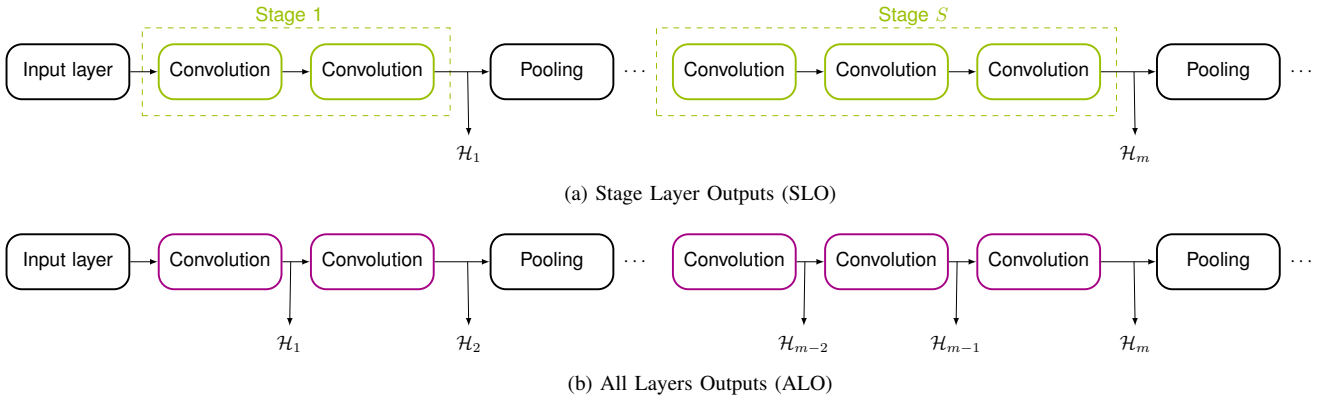 Stage 1 Stage S
Input layer Convolution Convolution Pooling ··· Convolution Convolution Convolution Pooling ···
ℋ₁ ℋₘ
(a) Stage Layer Outputs (SLO)
Input layer Convolution Convolution Pooling ··· Convolution Convolution Convolution Pooling ···
ℋ₁ ℋ₂ ℋₘ₋₂ ℋₘ₋₁ ℋₘ
(b) All Layers Outputs (ALO)